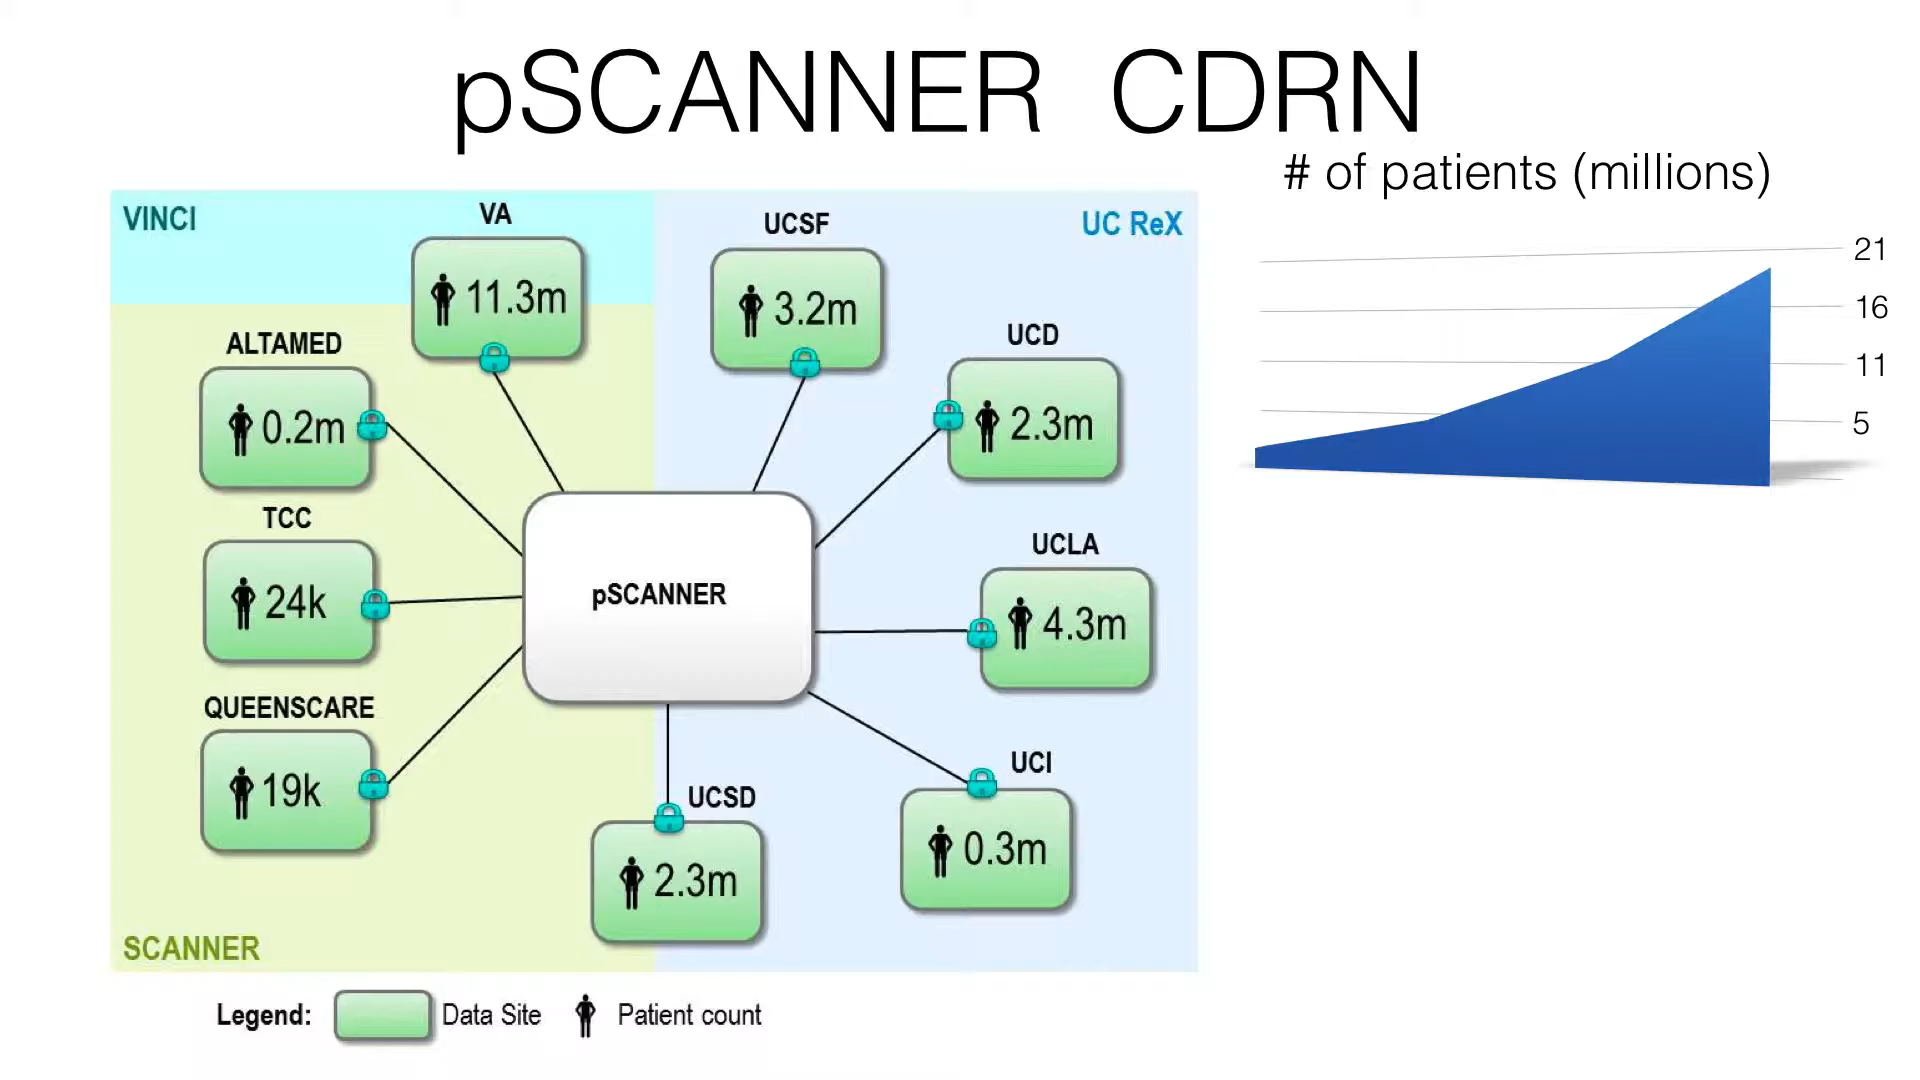 pSCANNER CDRN
# of patients (millions)
VINCI
VA
11.3m
UCSF
3.2m
UC ReX
ALTAMED
0.2m
UCD
2.3m
TCC
24k
pSCANNER
UCLA
4.3m
QUEENSCARE
19k
UCSD
2.3m
UCI
0.3m
SCANNER
Legend: Data Site Patient count
21
16
11
5